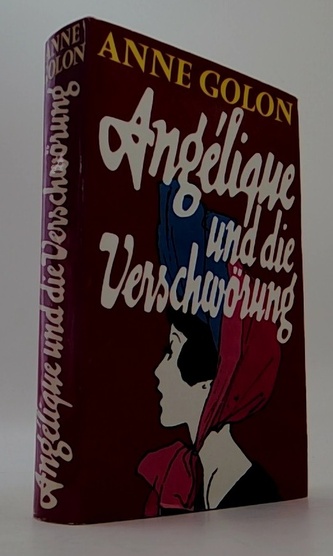 ANNE GOLON
Angélique
und die
Verschwörung
ANNE
GOLON
Angélique und die Verschwörung